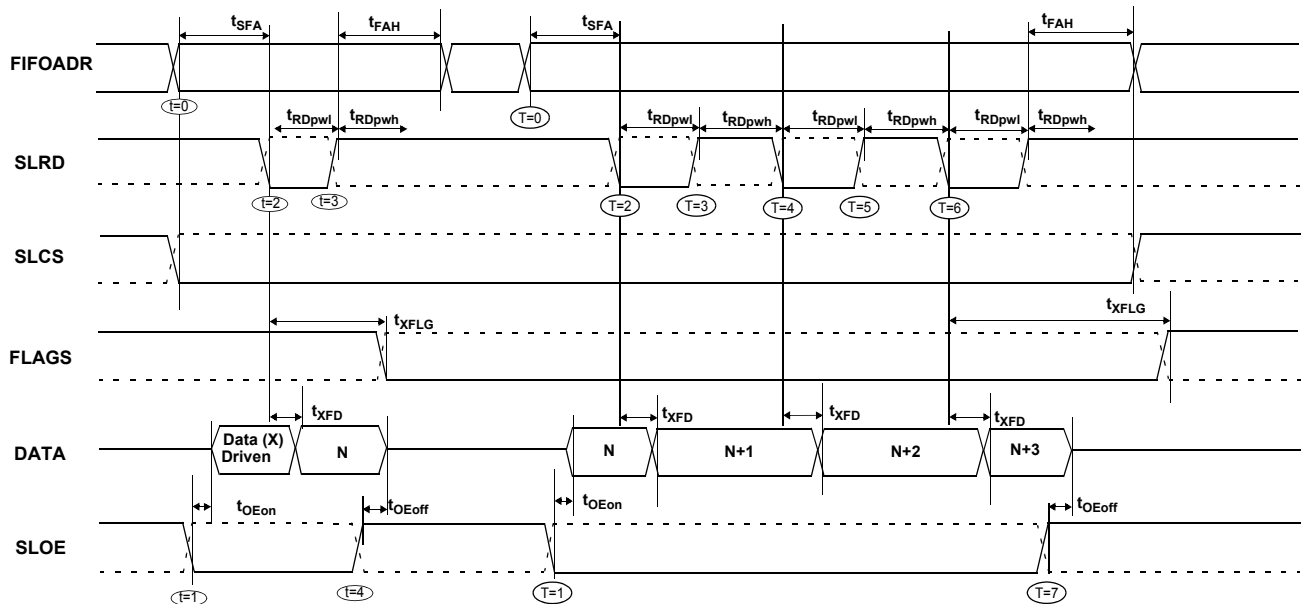 tSFA tFAH tSFA tFAH
FIFOADR
t=0 T=0
tRDpwl tRDpwh tRDpwl tRDpwh tRDpwl tRDpwh tRDpwl tRDpwh
SLRD
t=2 t=3 T=2 T=3 T=4 T=5 T=6
SLCS
tXFLG tXFLG
FLAGS
tXFD tXFD tXFD tXFD
DATA
Data (X)
Driven
N N N+1 N+2 N+3
tOEon tOEoff tOEon tOEoff
SLOE
t=1 t=4 T=1 T=7